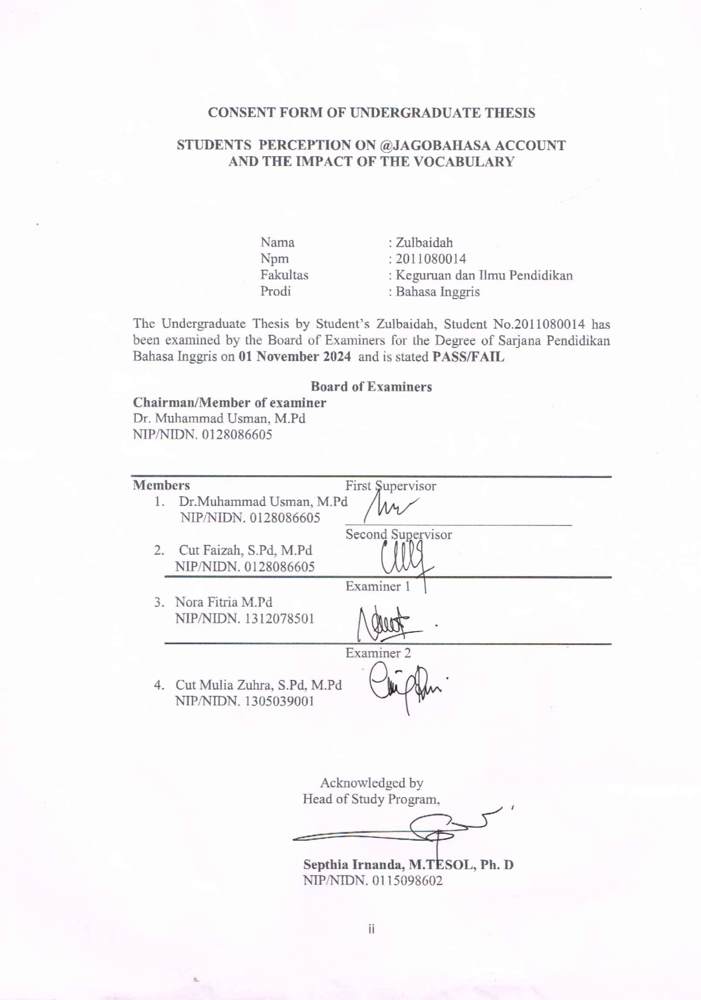 CONSENT FORM OF UNDERGRADUATE THESIS
STUDENTS PERCEPTION ON @JAGOBAHASA ACCOUNT
AND THE IMPACT OF THE VOCABULARY
Nama : Zulbaidah
Npm : 2011080014
Fakultas : Keguruan dan Ilmu Pendidikan
Prodi : Bahasa Inggris
The Undergraduate Thesis by Student's Zulbaidah, Student No.2011080014 has
been examined by the Board of Examiners for the Degree of Sarjana Pendidikan
Bahasa Inggris on 01 November 2024 and is stated PASS/FAIL
Board of Examiners
Chairman/Member of examiner
Dr. Muhammad Usman, M.Pd
NIP/NIDN. 0128086605
Members First Supervisor
1. Dr.Muhammad Usman, M.Pd
NIP/NIDN. 0128086605
Second Supervisor
2. Cut Faizah, S.Pd, M.Pd
NIP/NIDN. 0128086605
Examiner 1
3. Nora Fitria M.Pd
NIP/NIDN. 1312078501
Examiner 2
4. Cut Mulia Zuhra, S.Pd, M.Pd
NIP/NIDN. 1305039001
Acknowledged by
Head of Study Program,
Septhia Irnanda, M.TESOL, Ph. D
NIP/NIDN. 0115098602
ii